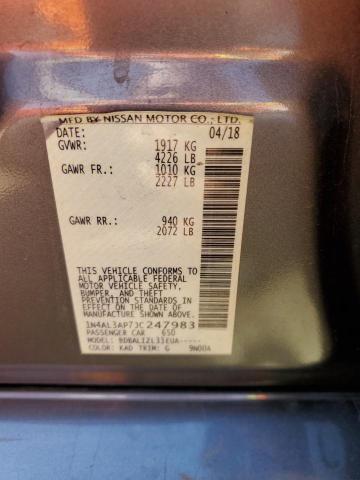 MFD BY NISSAN MOTOR CO., LTD.
DATE: 04/18
GVWR: 1917 KG
4226 LB
GAWR FR.: 1010 KG
2227 LB
GAWR RR.: 940 KG
2072 LB
THIS VEHICLE CONFORMS TO
ALL APPLICABLE FEDERAL
MOTOR VEHICLE SAFETY,
BUMPER, AND THEFT
PREVENTION STANDARDS IN
EFFECT ON THE DATE OF
MANUFACTURE SHOWN ABOVE.
1N4AL3AP7JC247983
PASSENGER CAR 650
COLOR: KAD TRIM: G